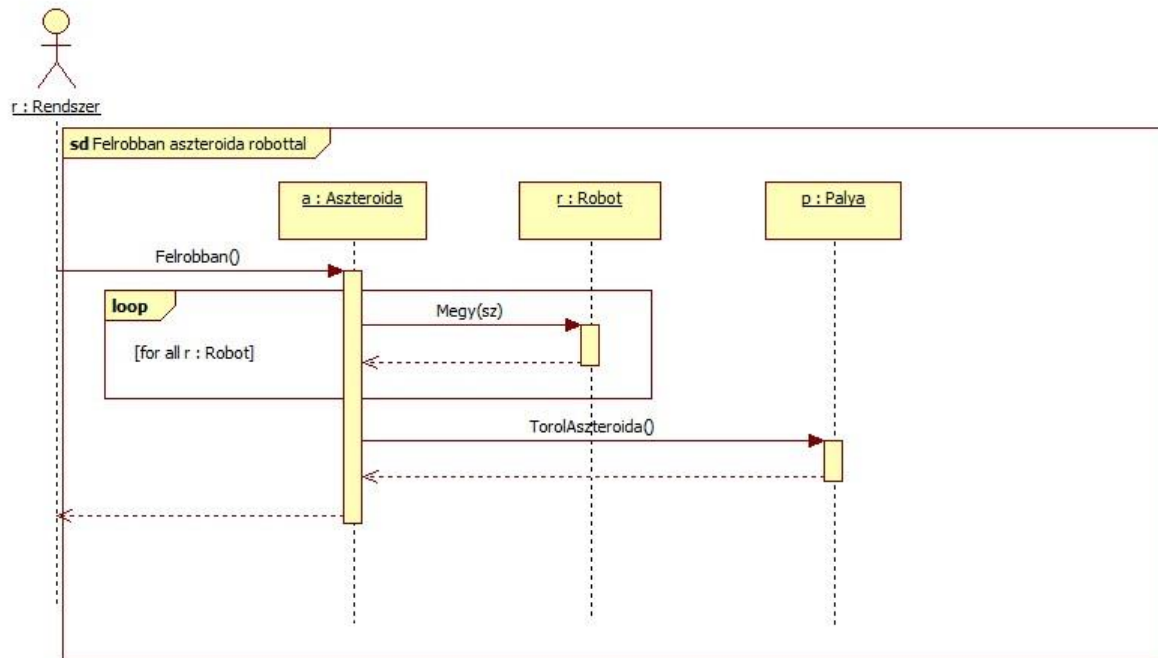 r : Rendszer
sd Felrobban aszteroida robottal
a : Aszteroida
r : Robot
p : Palya
Felrobban()
loop
Megy(sz)
[for all r : Robot]
TorolAszteroida()